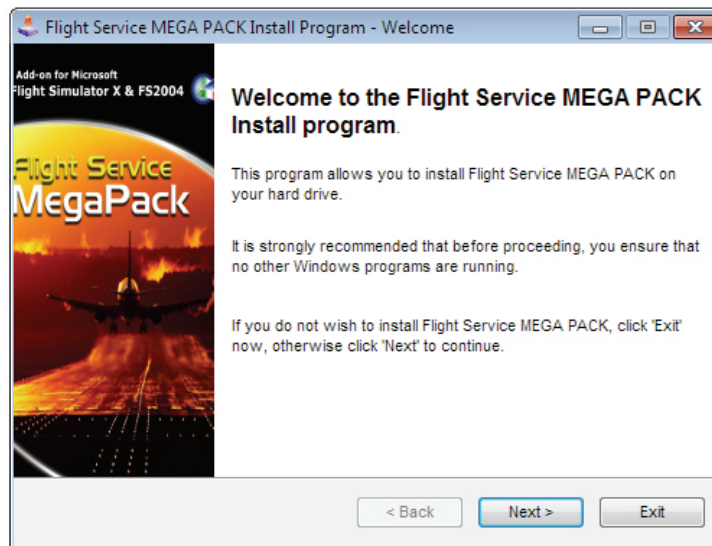 Flight Service MEGA PACK Install Program - Welcome
Add-on for Microsoft
Flight Simulator X & FS2004
Flight Service
MegaPack
Welcome to the Flight Service MEGA PACK
Install program.
This program allows you to install Flight Service MEGA PACK on
your hard drive.
It is strongly recommended that before proceeding, you ensure that
no other Windows programs are running.
If you do not wish to install Flight Service MEGA PACK, click 'Exit'
now, otherwise click 'Next' to continue.
< Back
Next >
Exit